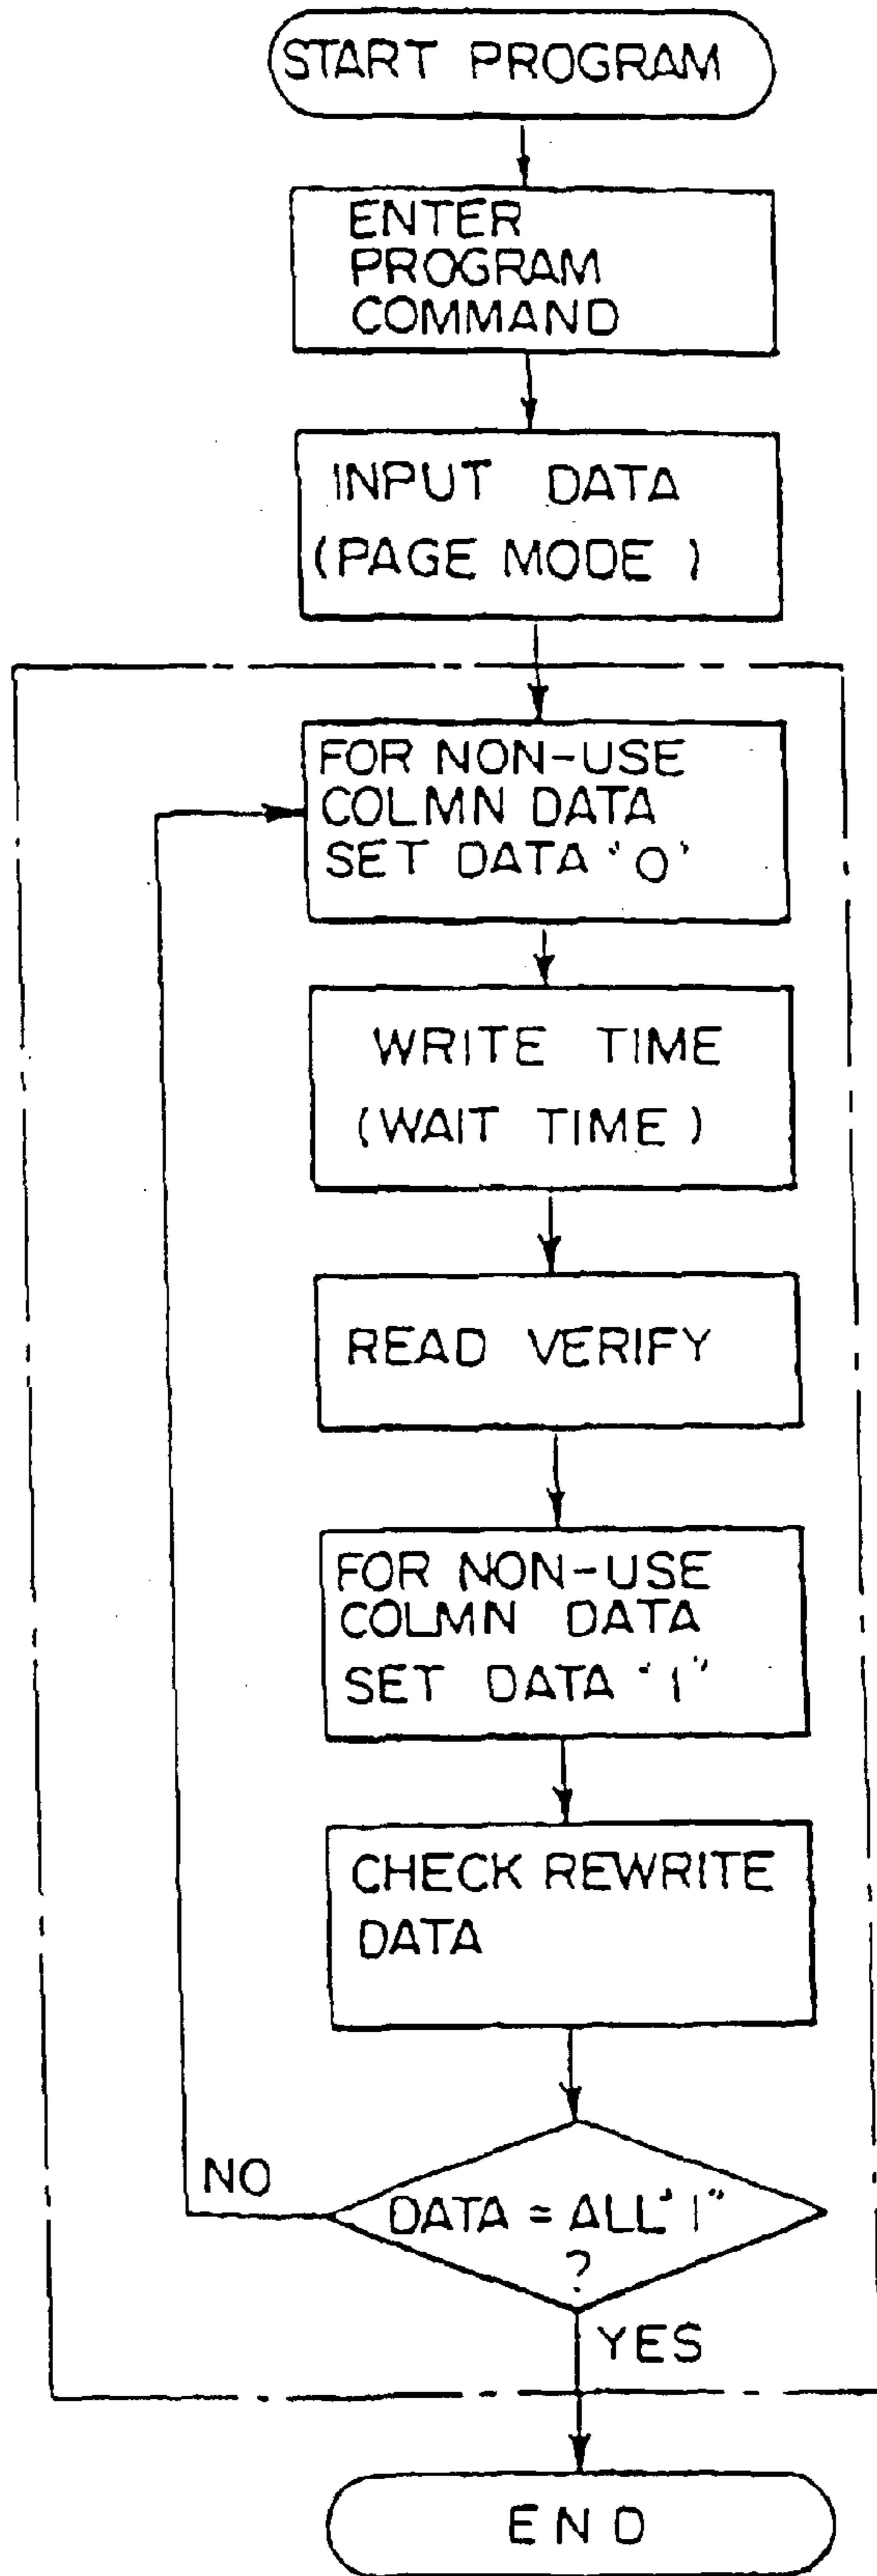 START PROGRAM
ENTER
PROGRAM
COMMAND
INPUT DATA
(PAGE MODE)
FOR NON-USE
COLMN DATA
SET DATA '0'
WRITE TIME
(WAIT TIME)
READ VERIFY
FOR NON-USE
COLMN DATA
SET DATA "1"
CHECK REWRITE
DATA
NO
DATA = ALL "1"
?
YES
END